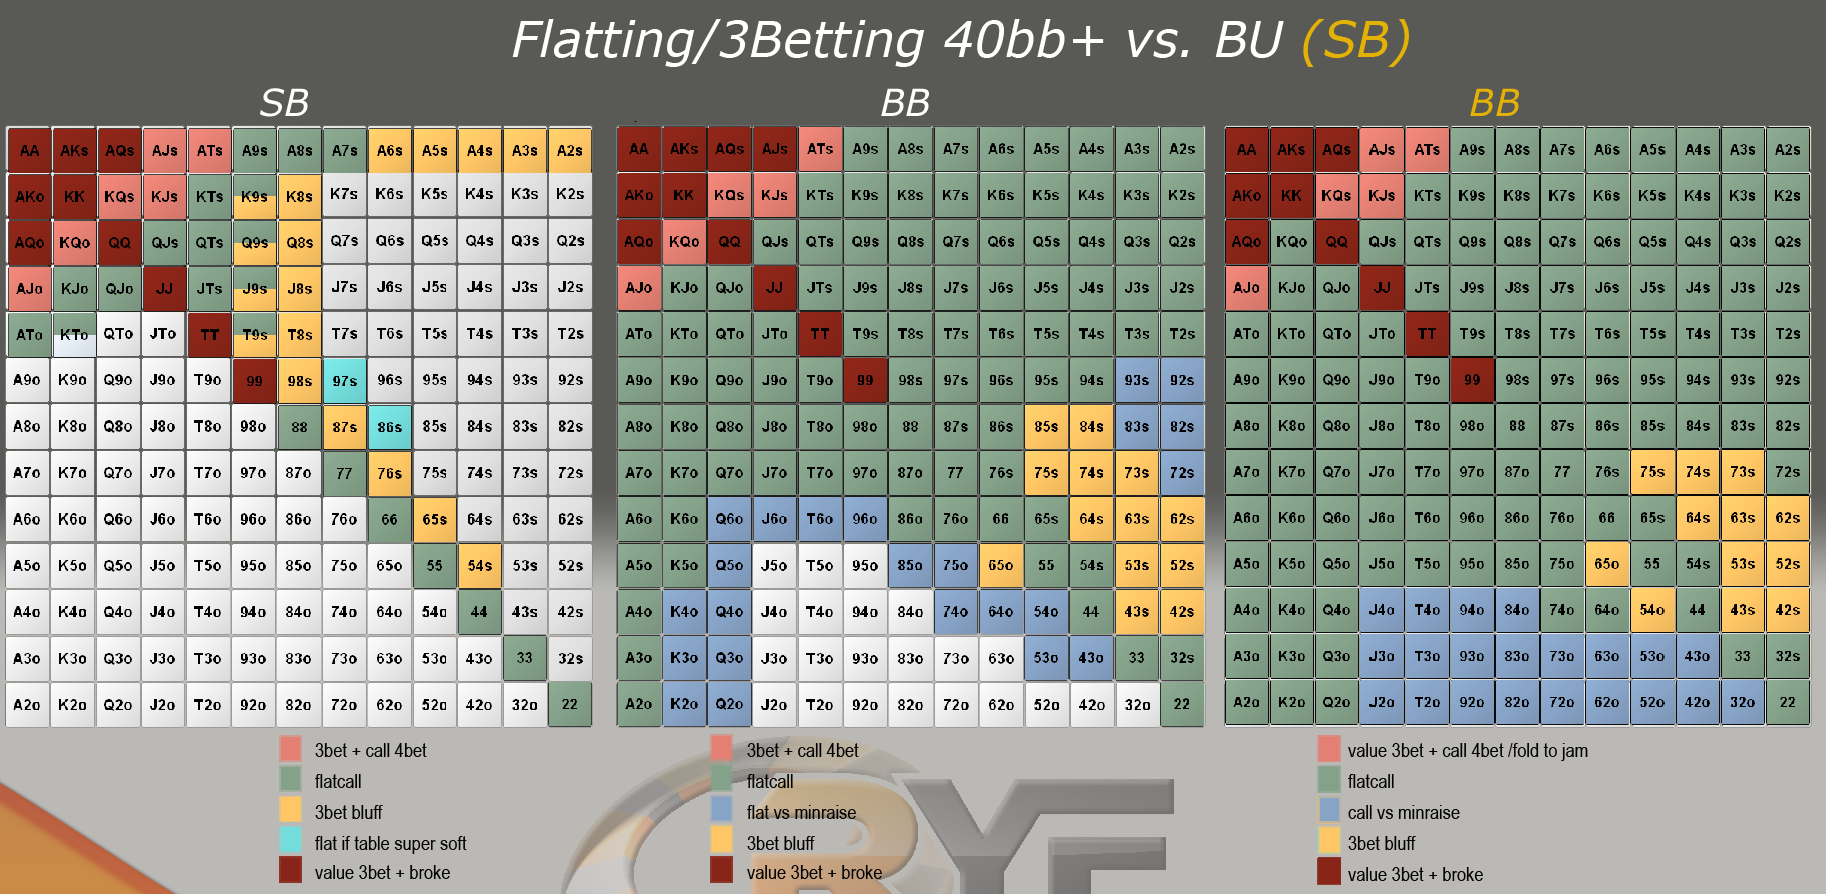 Flatting/3Betting 40bb+ vs. BU (SB)
SB
AA AKs AQs AJs ATs A9s A8s A7s A6s A5s A4s A3s A2s
AKo KK KQs KJs KTs K9s K8s K7s K6s K5s K4s K3s K2s
AQo KQo QQ QJs QTs Q9s Q8s Q7s Q6s Q5s Q4s Q3s Q2s
AJo KJo QJo JJ JTs J9s J8s J7s J6s J5s J4s J3s J2s
ATo KTo QTo JTo TT T9s T8s T7s T6s T5s T4s T3s T2s
A9o K9o Q9o J9o T9o 99 98s 97s 96s 95s 94s 93s 92s
A8o K8o Q8o J8o T8o 98o 88 87s 86s 85s 84s 83s 82s
A7o K7o Q7o J7o T7o 97o 87o 77 76s 75s 74s 73s 72s
A6o K6o Q6o J6o T6o 96o 86o 76o 66 65s 64s 63s 62s
A5o K5o Q5o J5o T5o 95o 85o 75o 65o 55 54s 53s 52s
A4o K4o Q4o J4o T4o 94o 84o 74o 64o 54o 44 43s 42s
A3o K3o Q3o J3o T3o 93o 83o 73o 63o 53o 43o 33 32s
A2o K2o Q2o J2o T2o 92o 82o 72o 62o 52o 42o 32o 22
3bet + call 4bet
flatcall
3bet bluff
flat if table super soft
value 3bet + broke
BB
AA AKs AQs AJs ATs A9s A8s A7s A6s A5s A4s A3s A2s
AKo KK KQs KJs KTs K9s K8s K7s K6s K5s K4s K3s K2s
AQo KQo QQ QJs QTs Q9s Q8s Q7s Q6s Q5s Q4s Q3s Q2s
AJo KJo QJo JJ JTs J9s J8s J7s J6s J5s J4s J3s J2s
ATo KTo QTo JTo TT T9s T8s T7s T6s T5s T4s T3s T2s
A9o K9o Q9o J9o T9o 99 98s 97s 96s 95s 94s 93s 92s
A8o K8o Q8o J8o T8o 98o 88 87s 86s 85s 84s 83s 82s
A7o K7o Q7o J7o T7o 97o 87o 77 76s 75s 74s 73s 72s
A6o K6o Q6o J6o T6o 96o 86o 76o 66 65s 64s 63s 62s
A5o K5o Q5o J5o T5o 95o 85o 75o 65o 55 54s 53s 52s
A4o K4o Q4o J4o T4o 94o 84o 74o 64o 54o 44 43s 42s
A3o K3o Q3o J3o T3o 93o 83o 73o 63o 53o 43o 33 32s
A2o K2o Q2o J2o T2o 92o 82o 72o 62o 52o 42o 32o 22
3bet + call 4bet
flatcall
flat vs minraise
3bet bluff
value 3bet + broke
BB
AA AKs AQs AJs ATs A9s A8s A7s A6s A5s A4s A3s A2s
AKo KK KQs KJs KTs K9s K8s K7s K6s K5s K4s K3s K2s
AQo KQo QQ QJs QTs Q9s Q8s Q7s Q6s Q5s Q4s Q3s Q2s
AJo KJo QJo JJ JTs J9s J8s J7s J6s J5s J4s J3s J2s
ATo KTo QTo JTo TT T9s T8s T7s T6s T5s T4s T3s T2s
A9o K9o Q9o J9o T9o 99 98s 97s 96s 95s 94s 93s 92s
A8o K8o Q8o J8o T8o 98o 88 87s 86s 85s 84s 83s 82s
A7o K7o Q7o J7o T7o 97o 87o 77 76s 75s 74s 73s 72s
A6o K6o Q6o J6o T6o 96o 86o 76o 66 65s 64s 63s 62s
A5o K5o Q5o J5o T5o 95o 85o 75o 65o 55 54s 53s 52s
A4o K4o Q4o J4o T4o 94o 84o 74o 64o 54o 44 43s 42s
A3o K3o Q3o J3o T3o 93o 83o 73o 63o 53o 43o 33 32s
A2o K2o Q2o J2o T2o 92o 82o 72o 62o 52o 42o 32o 22
value 3bet + call 4bet /fold to jam
flatcall
call vs minraise
3bet bluff
value 3bet + broke
RYF